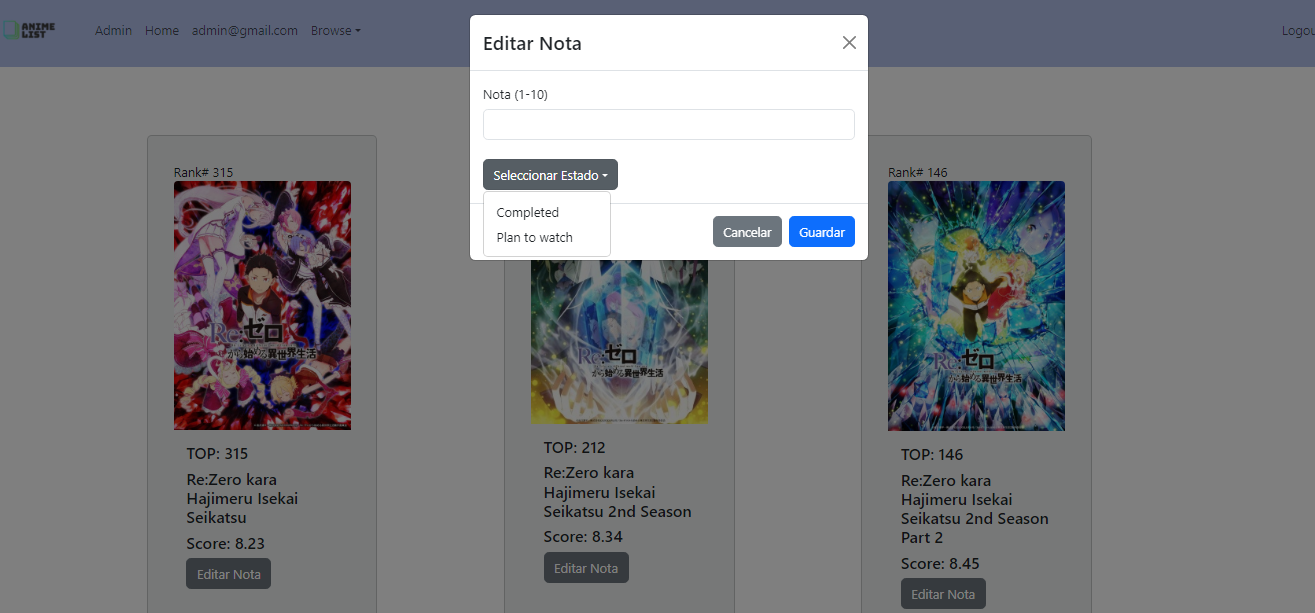 ANIME
LIST
Admin
Home
admin@gmail.com
Browse
Logou
Editar Nota
Nota (1-10)
Seleccionar Estado
Completed
Plan to watch
Cancelar
Guardar
Rank# 315
Re:ゼロ
から始める異世界生活
TOP: 315
Re:Zero kara
Hajimeru Isekai
Seikatsu
Score: 8.23
Editar Nota
Re:ゼロ
から始める異世界生活
TOP: 212
Re:Zero kara
Hajimeru Isekai
Seikatsu 2nd Season
Score: 8.34
Editar Nota
Rank# 146
Re:ゼロ
から始める異世界生活
TOP: 146
Re:Zero kara
Hajimeru Isekai
Seikatsu 2nd Season
Part 2
Score: 8.45
Editar Nota